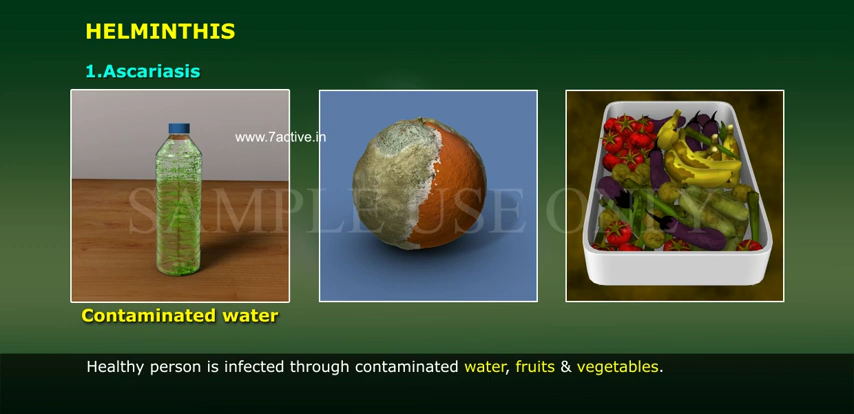 HELMINTHIS
1.Ascariasis
www.7active.in
SAMPLE USE ONLY
Contaminated water
Healthy person is infected through contaminated water, fruits & vegetables.